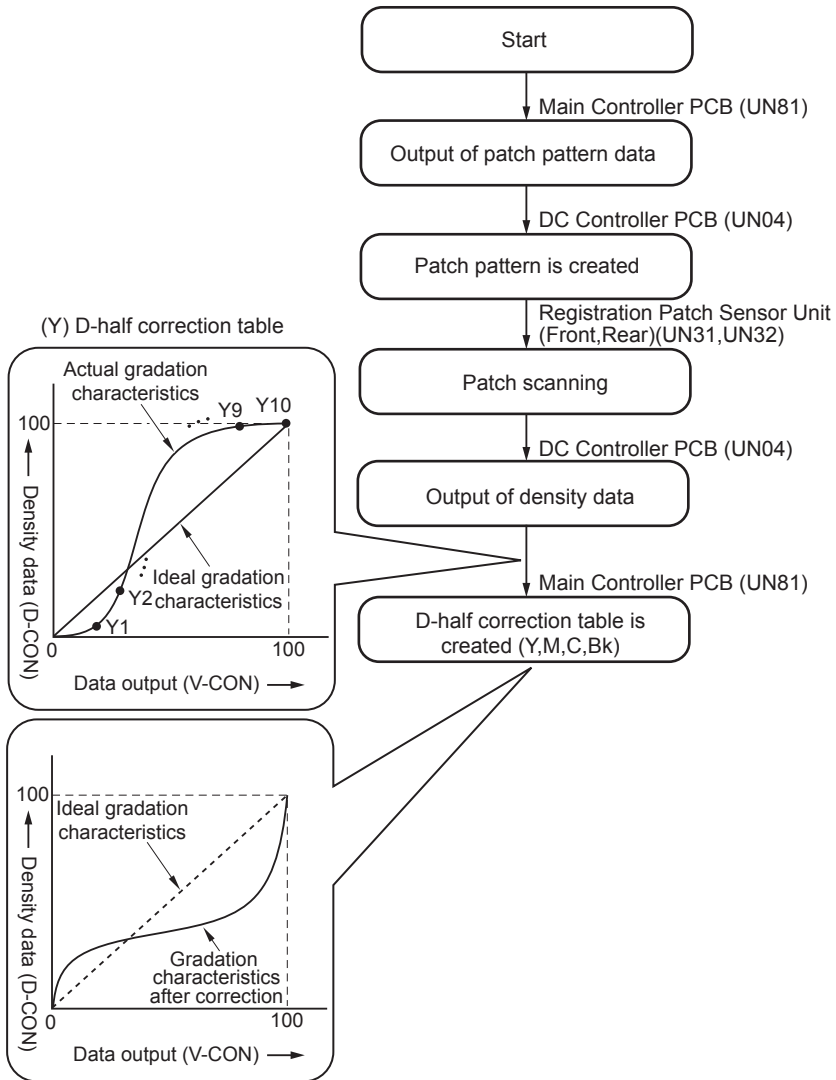 Start
Main Controller PCB (UN81)
Output of patch pattern data
DC Controller PCB (UN04)
Patch pattern is created
Registration Patch Sensor Unit
(Front,Rear)(UN31,UN32)
Patch scanning
DC Controller PCB (UN04)
Output of density data
Main Controller PCB (UN81)
D-half correction table is
created (Y,M,C,Bk)
(Y) D-half correction table
Actual gradation
characteristics
Y9
Y10
100
Density data (D-CON)
Ideal gradation
characteristics
Y2
Y1
0
100
Data output (V-CON)
100
Ideal gradation
characteristics
Density data (D-CON)
Gradation
characteristics
after correction
0
100
Data output (V-CON)